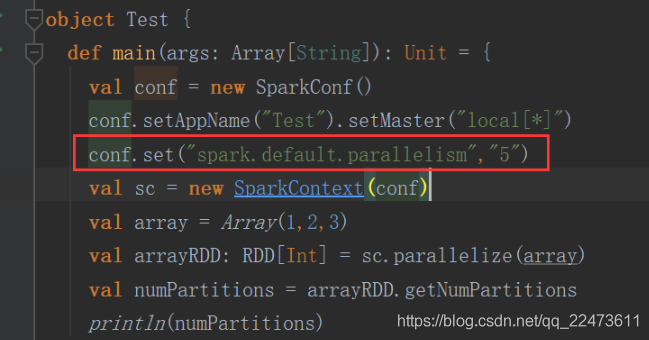 object Test {
def main(args: Array[String]): Unit = {
val conf = new SparkConf()
conf.setAppName("Test").setMaster("local[*]")
conf.set("spark.default.parallelism","5")
val sc = new SparkContext(conf)
val array = Array(1,2,3)
val arrayRDD: RDD[Int] = sc.parallelize(array)
val numPartitions = arrayRDD.getNumPartitions
println(numPartitions)
https://blog.csdn.net/qq_22473611